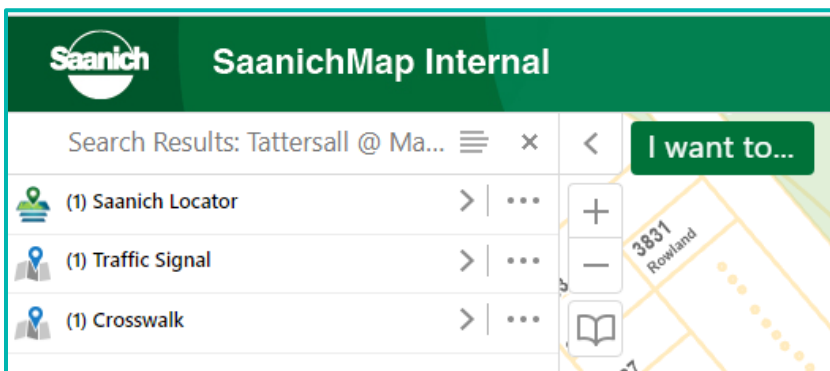 Saanich
SaanichMap Internal
Search Results: Tattersall @ Ma...
I want to...
(1) Saanich Locator
(1) Traffic Signal
(1) Crosswalk
3831
Rowland